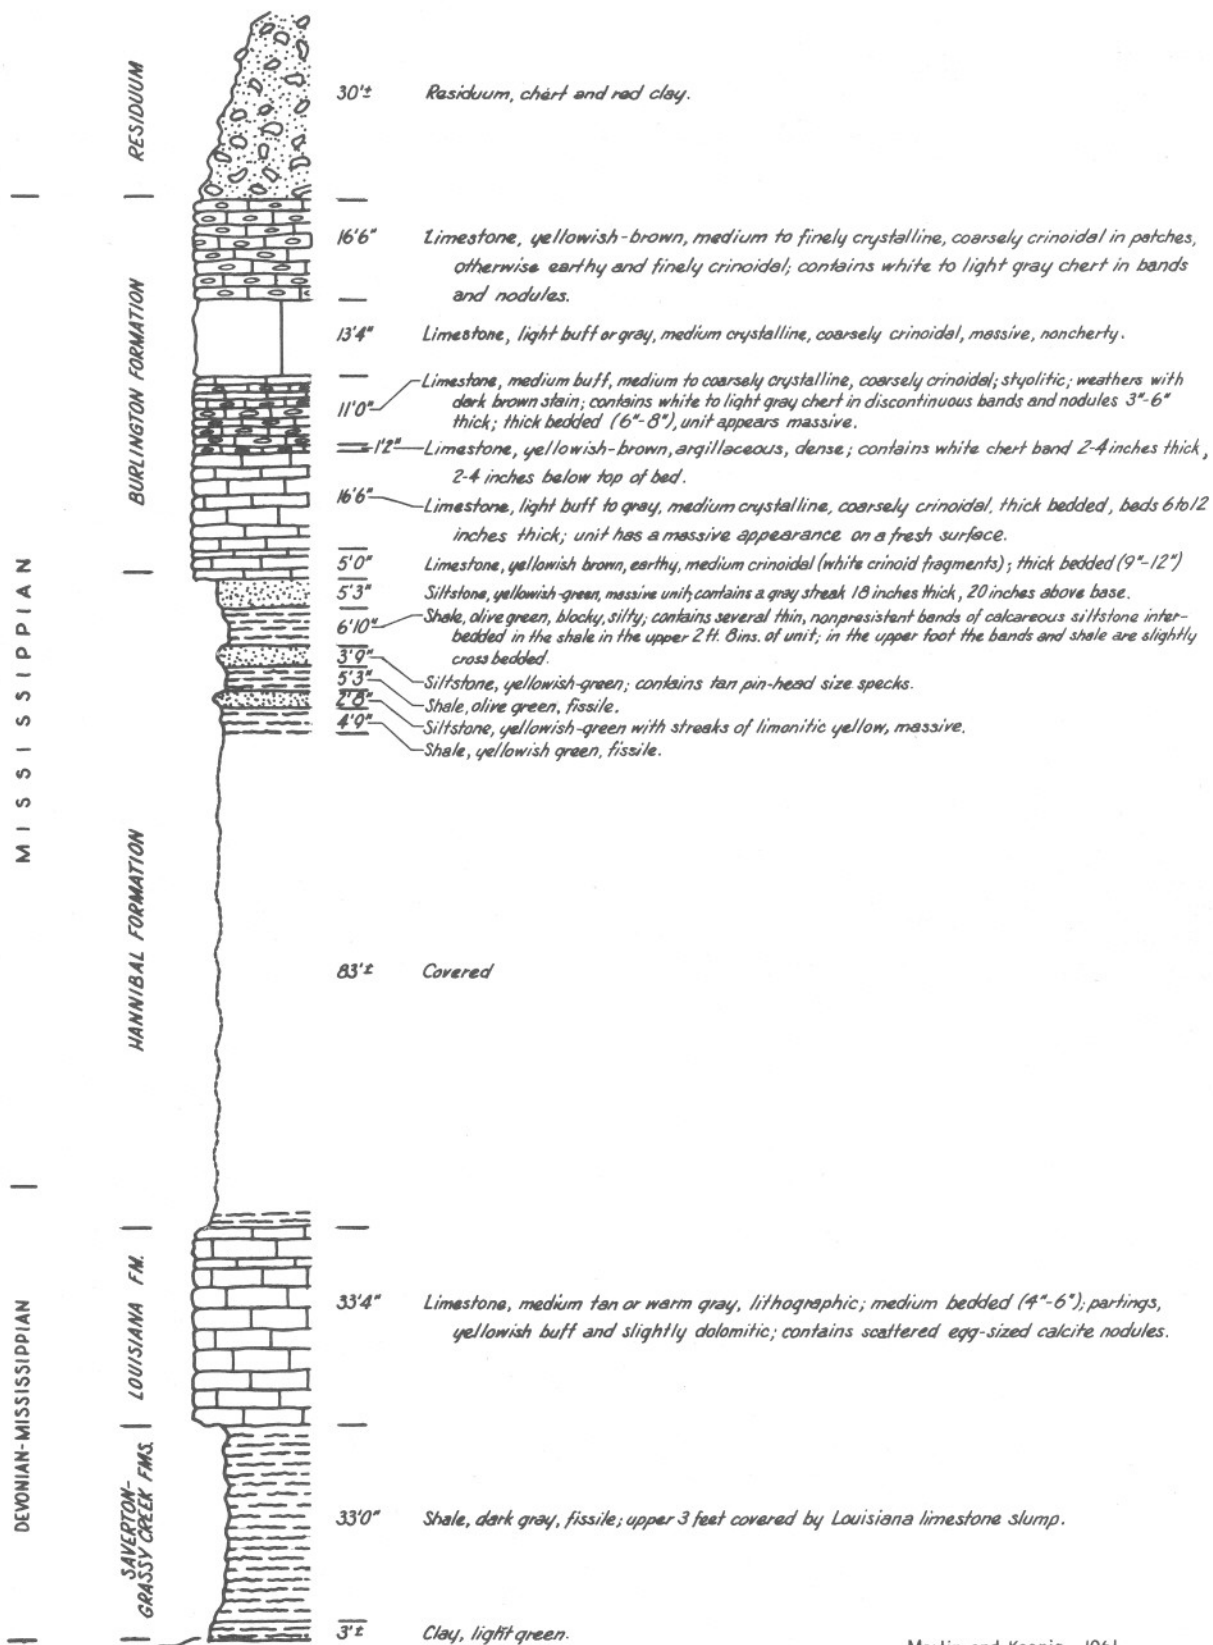 RESIDUUM
30'± Residuum, chert and red clay.
MISSISSIPPIAN
BURLINGTON FORMATION
16'6" Limestone, yellowish-brown, medium to finely crystalline, coarsely crinoidal in patches,
otherwise earthy and finely crinoidal; contains white to light gray chert in bands
and nodules.
13'4" Limestone, light buff or gray, medium crystalline, coarsely crinoidal, massive, noncherty.
11'0" Limestone, medium buff, medium to coarsely crystalline, coarsely crinoidal; styolitic; weathers with
dark brown stain; contains white to light gray chert in discontinuous bands and nodules 3"-6"
thick; thick bedded (6"-8"), unit appears massive.
1'2" Limestone, yellowish-brown, argillaceous, dense; contains white chert band 2-4 inches thick,
2-4 inches below top of bed.
16'6" Limestone, light buff to gray, medium crystalline, coarsely crinoidal, thick bedded, beds 6 to 12
inches thick; unit has a massive appearance on a fresh surface.
5'0" Limestone, yellowish brown, earthy, medium crinoidal (white crinoid fragments); thick bedded (9"-12")
HANNIBAL FORMATION
5'3" Siltstone, yellowish-green, massive unit; contains a gray streak 18 inches thick, 20 inches above base.
6'10" Shale, olive green, blocky, silty; contains several thin, nonpresistent bands of calcareous siltstone inter-
bedded in the shale in the upper 2 ft. 8 ins. of unit; in the upper foot the bands and shale are slightly
cross bedded.
3'9" Siltstone, yellowish-green; contains tan pin-head size specks.
5'3" Shale, olive green, fissile.
2'8" Siltstone, yellowish-green with streaks of limonitic yellow, massive.
4'9" Shale, yellowish green, fissile.
83'± Covered
DEVONIAN-MISSISSIPPIAN
LOUISIANA FM.
33'4" Limestone, medium tan or warm gray, lithographic; medium bedded (4"-6"); partings,
yellowish buff and slightly dolomitic; contains scattered egg-sized calcite nodules.
SAVERTON-
GRASSY CREEK FMS.
33'0" Shale, dark gray, fissile; upper 3 feet covered by Louisiana limestone slump.
3'± Clay, light green.